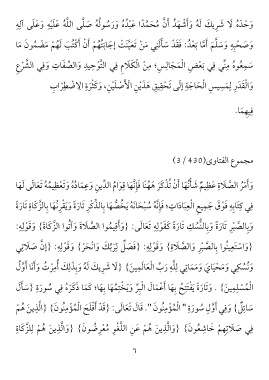 وَحْدَهُ لَا شَرِيكَ لَهُ وَأَشْهَدُ أَنَّ مُحَمَّدًا عَبْدُهُ وَرَسُولُهُ صَلَّى اللَّهُ عَلَيْهِ وَعَلَى آلِهِ
وَصَحْبِهِ وَسَلَّمَ أَمَّا بَعْدُ: فَقَدْ سَأَلَنِي مَنْ تَعَيَّنَتْ إِجَابَتُهُمْ أَنْ أَكْتُبَ لَهُمْ مَضْمُونَ مَا
سَمِعُوهُ مِنِّي فِي بَعْضِ الْمَجَالِسِ؛ مِنَ الْكَلَامِ فِي التَّوْحِيدِ وَالصِّفَاتِ وَفِي الشَّرْعِ
وَالْقَدَرِ لِمَسِيسِ الْحَاجَةِ إِلَى تَحْقِيقِ هَذَيْنِ الْأَصْلَيْنِ، وَكَثْرَةِ الِاضْطِرَابِ
فِيهِمَا.
مجموع الفتاوى (430 / 3)
وَأَمْرُ الصَّلَاةِ عَظِيمٌ شَأْنُهَا أَنْ تُذْكَرَ هَهُنَا فَإِنَّهَا قِوَامُ الدِّينِ وَعِمَادُهُ وَتَعْظِيمُهُ تَعَالَى لَهَا
فِي كِتَابِهِ فَوْقَ جَمِيعِ الْعِبَادَاتِ؛ فَإِنَّهُ سُبْحَانَهُ يَخُصُّهَا بِالذِّكْرِ تَارَةً وَيَقْرِنُهَا بِالزَّكَاةِ تَارَةً
وَبِالصَّبْرِ تَارَةً وَبِالنُّسُكِ تَارَةً كَقَوْلِهِ تَعَالَى: {وَأَقِيمُوا الصَّلَاةَ وَآتُوا الزَّكَاةَ} وَقَوْلِهِ:
{وَاسْتَعِينُوا بِالصَّبْرِ وَالصَّلَاةِ} وَقَوْلِهِ: {فَصَلِّ لِرَبِّكَ وَانْحَرْ} وَقَوْلِهِ: {إِنَّ صَلَاتِي
وَنُسُكِي وَمَحْيَايَ وَمَمَاتِي لِلَّهِ رَبِّ الْعَالَمِينَ} {لَا شَرِيكَ لَهُ وَبِذَلِكَ أُمِرْتُ وَأَنَا أَوَّلُ
الْمُسْلِمِينَ} . وَتَارَةً يَفْتَتِحُ بِهَا أَعْمَالَ الْبِرِّ وَيَخْتِمُهَا بِهَا؛ كَمَا ذَكَرَهُ فِي سُورَةِ {سَأَلَ
سَائِلٌ} وَفِي أَوَّلِ سُورَةِ " الْمُؤْمِنُونَ ". قَالَ تَعَالَى: {قَدْ أَفْلَحَ الْمُؤْمِنُونَ} {الَّذِينَ هُمْ
فِي صَلَاتِهِمْ خَاشِعُونَ} {وَالَّذِينَ هُمْ عَنِ اللَّغْوِ مُعْرِضُونَ} {وَالَّذِينَ هُمْ لِلزَّكَاةِ
٦